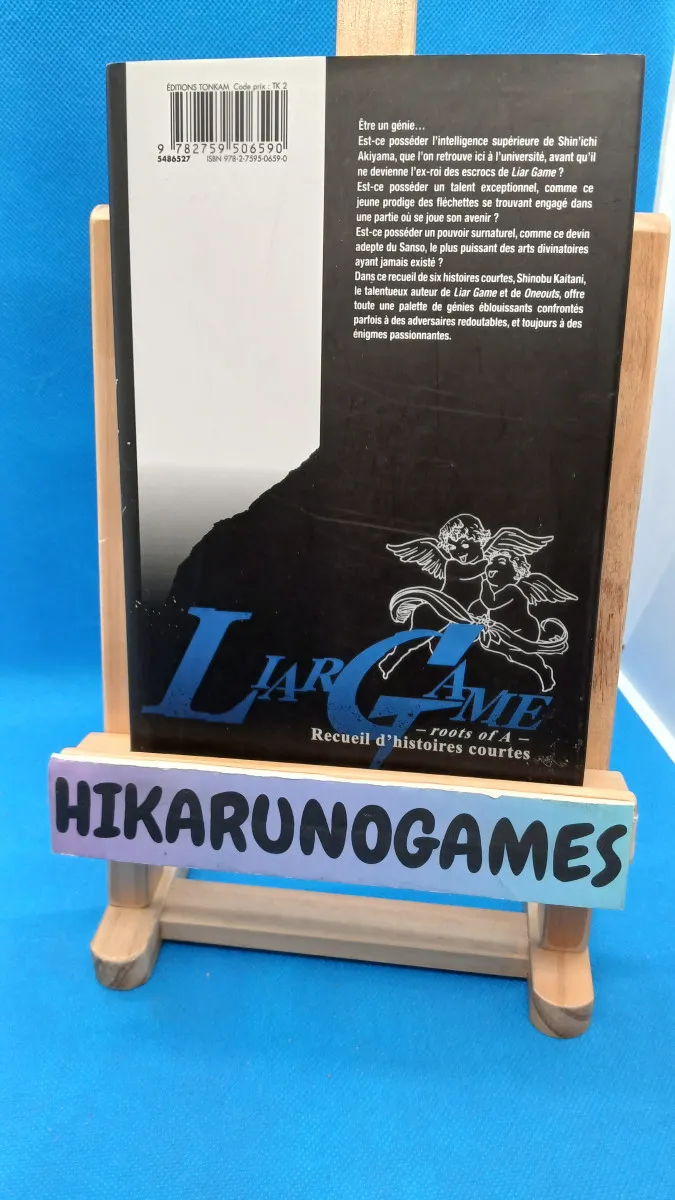 ÉDITIONS TONKAM Code prix : TK 2
9 782759 506590
5486527 ISBN 978-2-7595-0659-0
Être un génie...
Est-ce posséder l'intelligence supérieure de Shin'ichi
Akiyama, que l'on retrouve ici à l'université, avant qu'il
ne devienne l'ex-roi des escrocs de Liar Game ?
Est-ce posséder un talent exceptionnel, comme ce
jeune prodige des fléchettes se trouvant engagé dans
une partie où se joue son avenir ?
Est-ce posséder un pouvoir surnaturel, comme ce devin
adepte du Sanso, le plus puissant des arts divinatoires
ayant jamais existé ?
Dans ce recueil de six histoires courtes, Shinobu Kaitani,
le talentueux auteur de Liar Game et de Oneouts, offre
toute une palette de génies éblouissants confrontés
parfois à des adversaires redoutables, et toujours à des
énigmes passionnantes.
LIAR GAME
– roots of A –
Recueil d'histoires courtes
HIKARUNOGAMES